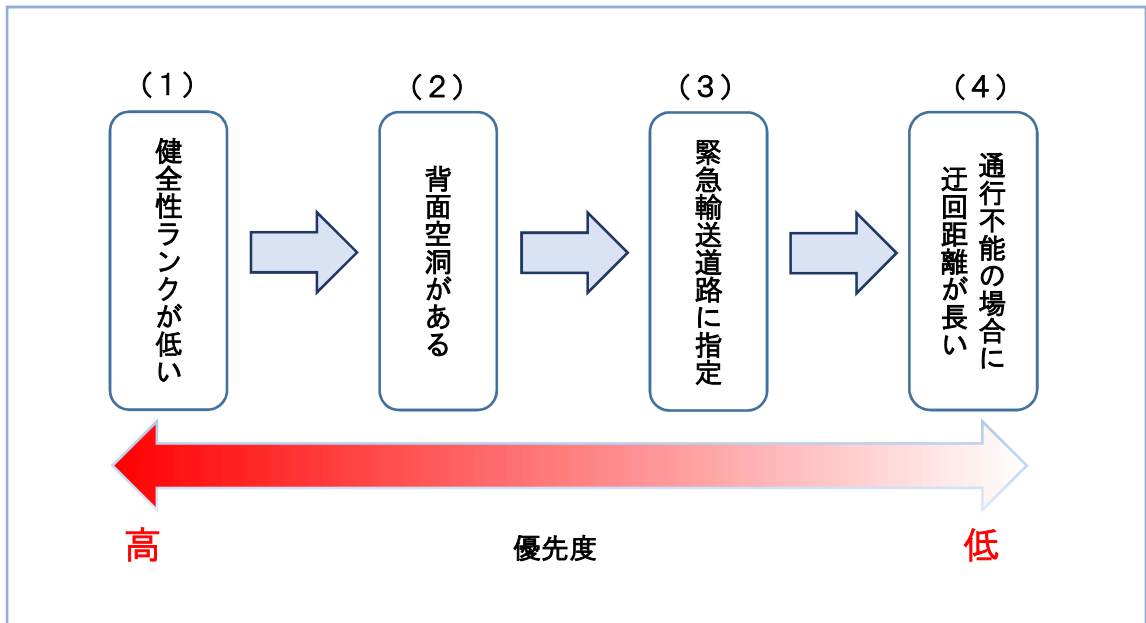 (1)
健全性ランクが低い
(2)
背面空洞がある
(3)
緊急輸送道路に指定
(4)
通行不能の場合に
迂回距離が長い
高
優先度
低